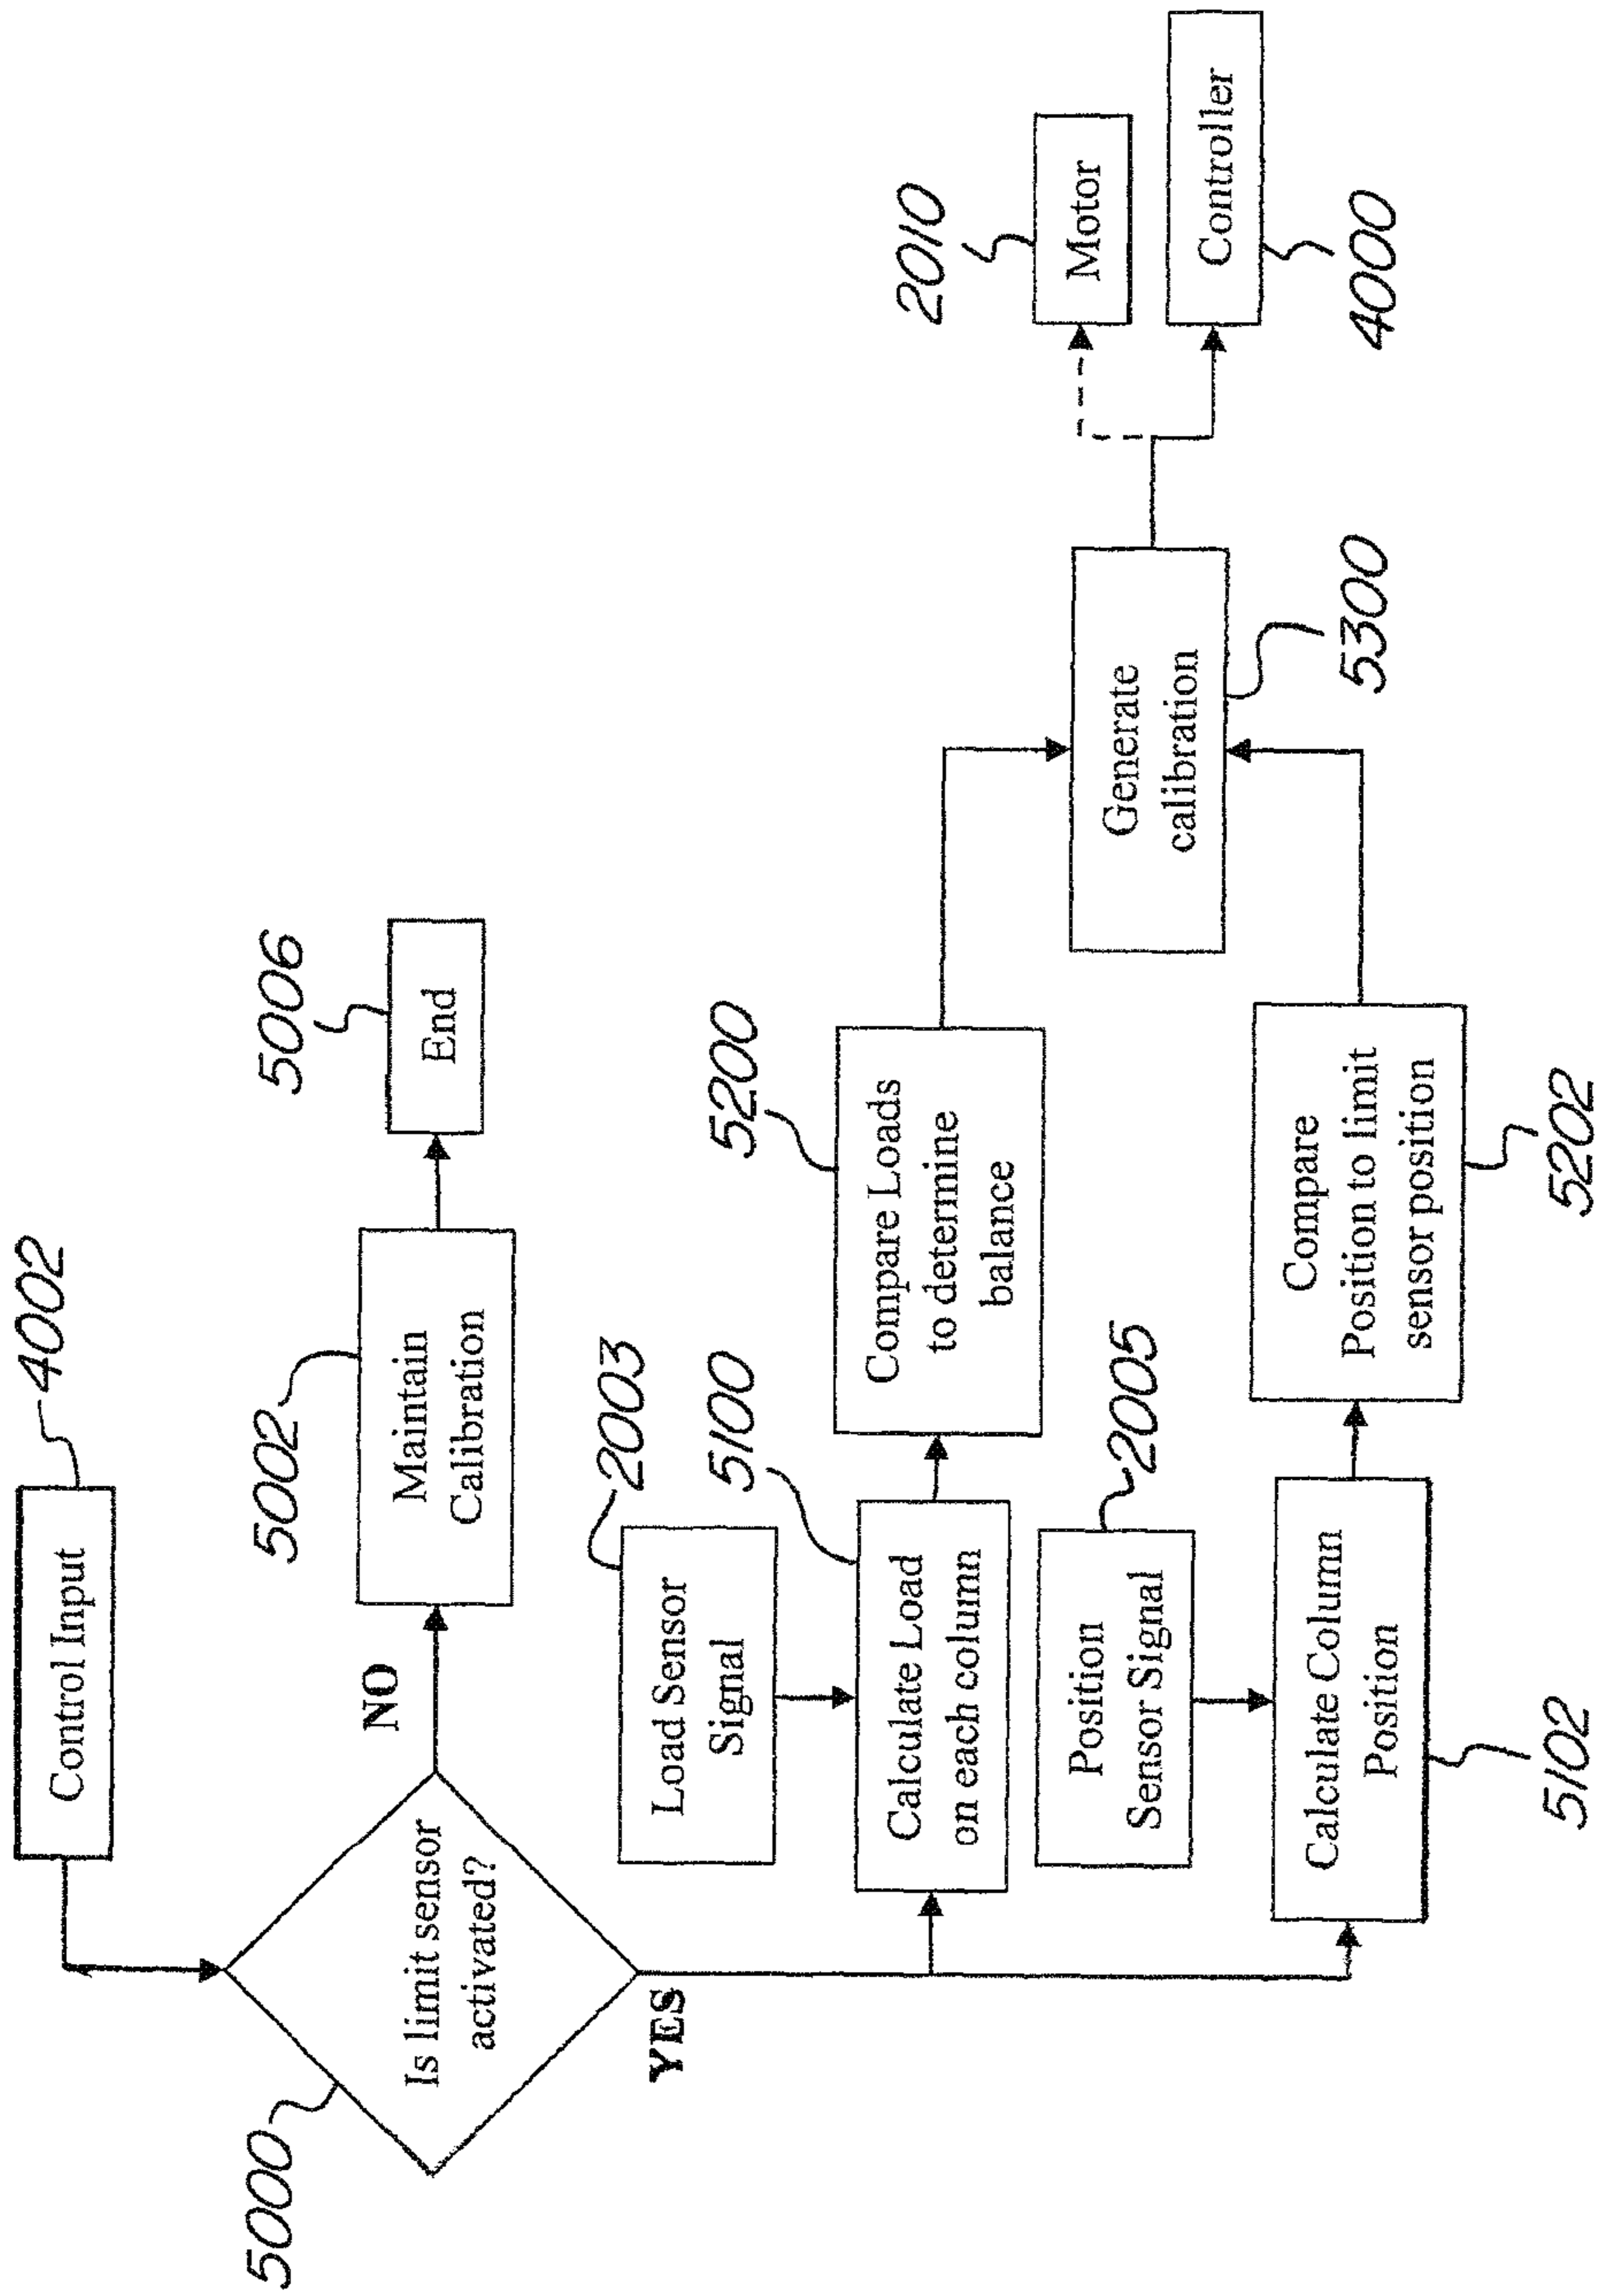 Control Input
4002
5000
Is limit sensor
activated?
NO
YES
5002
Maintain
Calibration
5006
End
2003
Load Sensor
Signal
5100
Calculate Load
on each column
5200
Compare Loads
to determine
balance
2005
Position
Sensor Signal
Calculate Column
Position
5102
Compare
Position to limit
sensor position
5202
Generate
calibration
5300
2010
Motor
Controller
4000